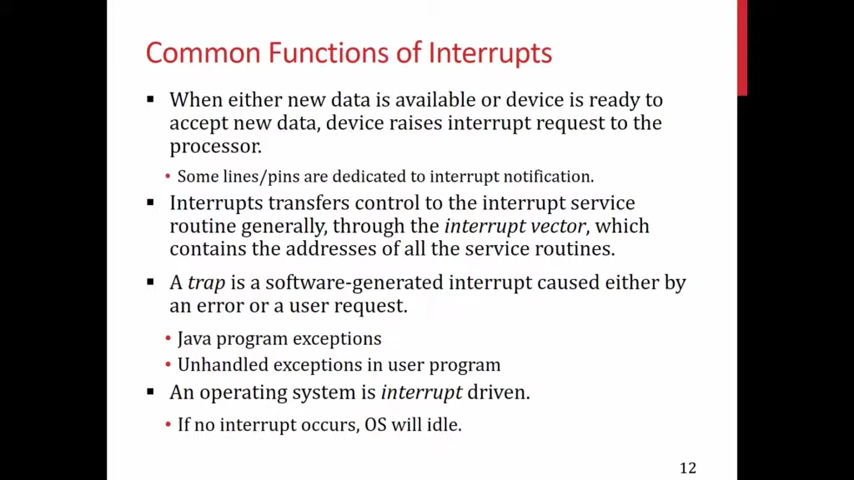 Common Functions of Interrupts
▪ When either new data is available or device is ready to
accept new data, device raises interrupt request to the
processor.
• Some lines/pins are dedicated to interrupt notification.
▪ Interrupts transfers control to the interrupt service
routine generally, through the interrupt vector, which
contains the addresses of all the service routines.
▪ A trap is a software-generated interrupt caused either by
an error or a user request.
• Java program exceptions
• Unhandled exceptions in user program
▪ An operating system is interrupt driven.
• If no interrupt occurs, OS will idle.
12